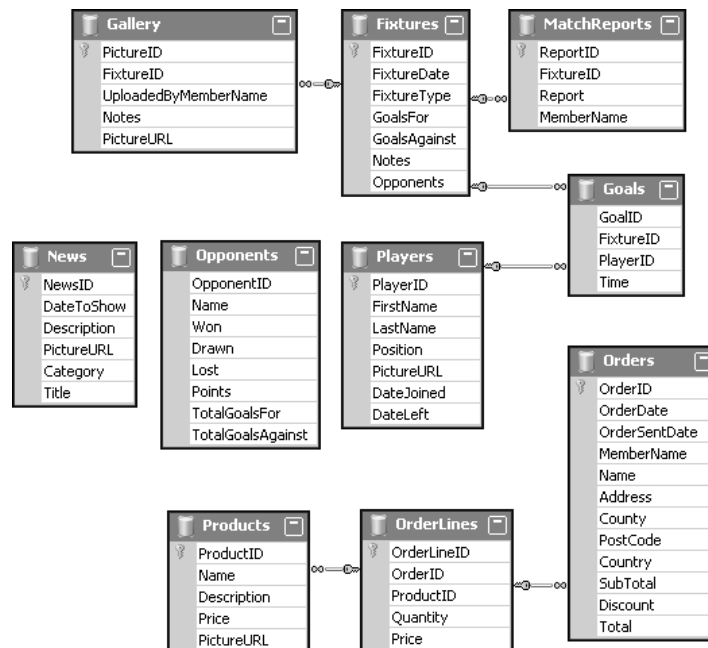 Gallery
PictureID
FixtureID
UploadedByMemberName
Notes
PictureURL
Fixtures
FixtureID
FixtureDate
FixtureType
GoalsFor
GoalsAgainst
Notes
Opponents
MatchReports
ReportID
FixtureID
Report
MemberName
Goals
GoalID
FixtureID
PlayerID
Time
News
NewsID
DateToShow
Description
PictureURL
Category
Title
Opponents
OpponentID
Name
Won
Drawn
Lost
Points
TotalGoalsFor
TotalGoalsAgainst
Players
PlayerID
FirstName
LastName
Position
PictureURL
DateJoined
DateLeft
Orders
OrderID
OrderDate
OrderSentDate
MemberName
Name
Address
County
PostCode
Country
SubTotal
Discount
Total
Products
ProductID
Name
Description
Price
PictureURL
OrderLines
OrderLineID
OrderID
ProductID
Quantity
Price